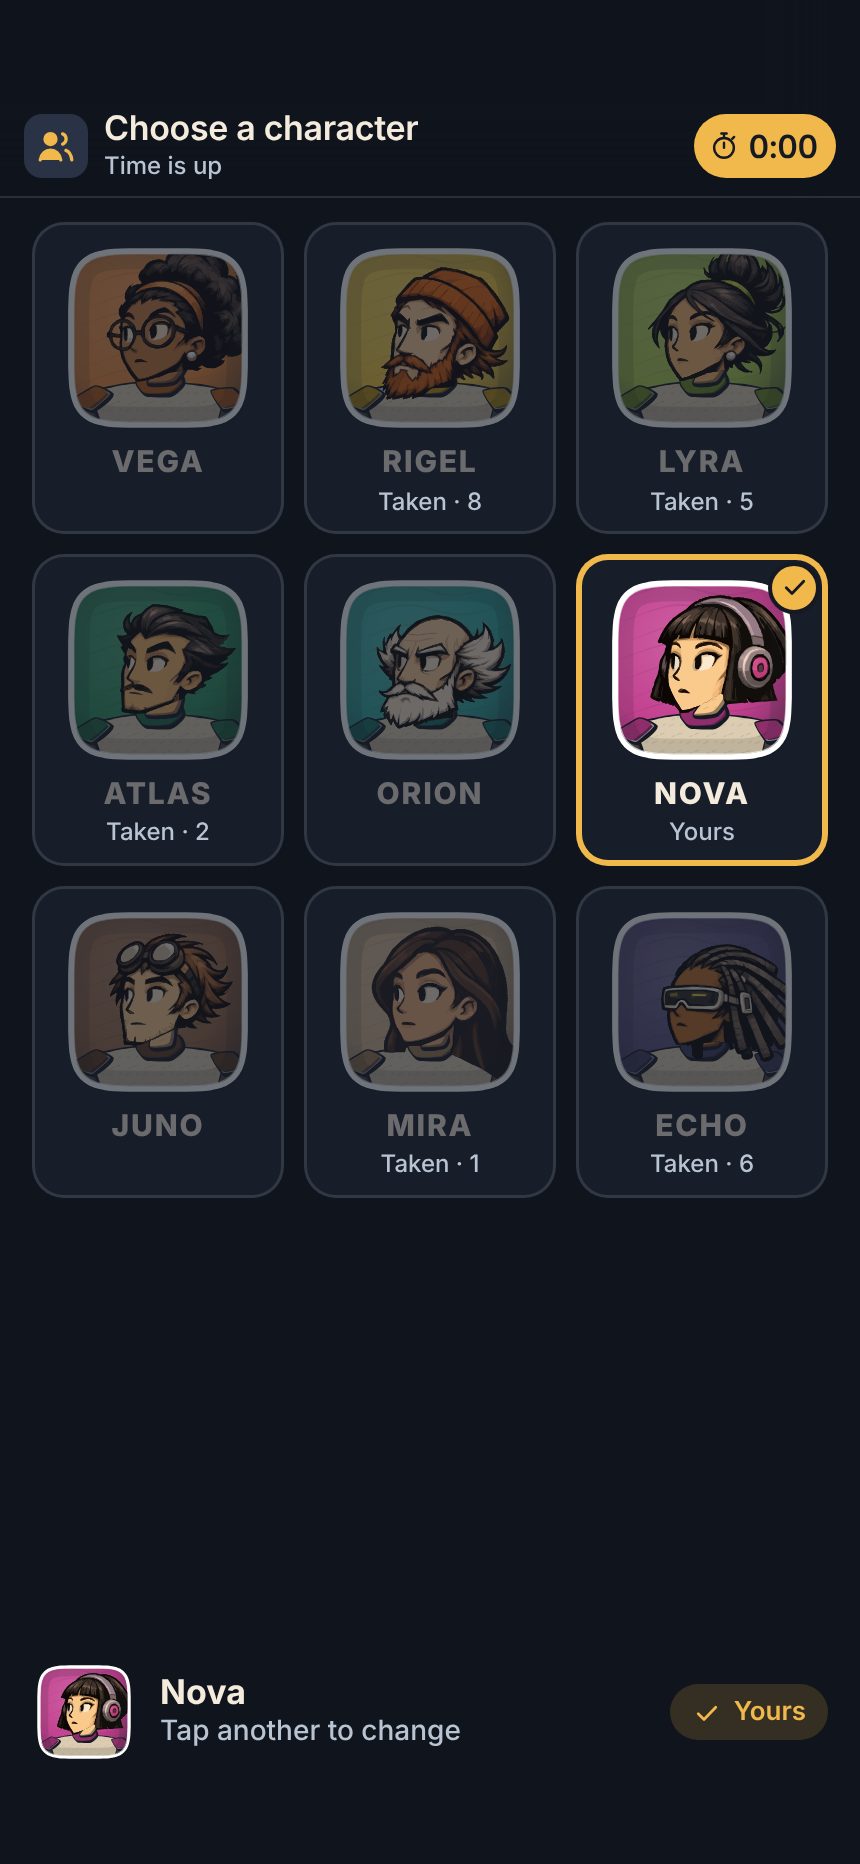 Choose a character
Time is up
0:00
VEGA
RIGEL
Taken · 8
LYRA
Taken · 5
ATLAS
Taken · 2
ORION
NOVA
Yours
JUNO
MIRA
Taken · 1
ECHO
Taken · 6
Nova
Tap another to change
Yours